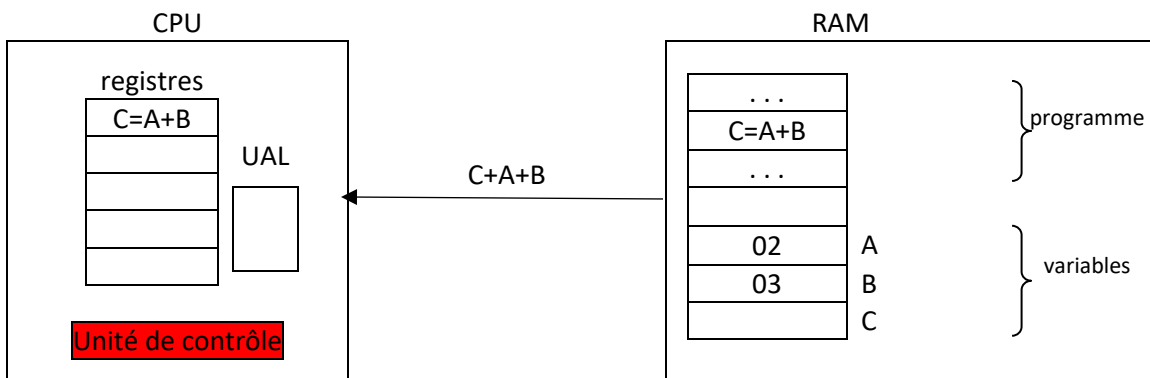 CPU
RAM
registres
C=A+B
UAL
Unité de contrôle
C+A+B
. . .
C=A+B
. . .
programme
02 A
03 B
C
variables